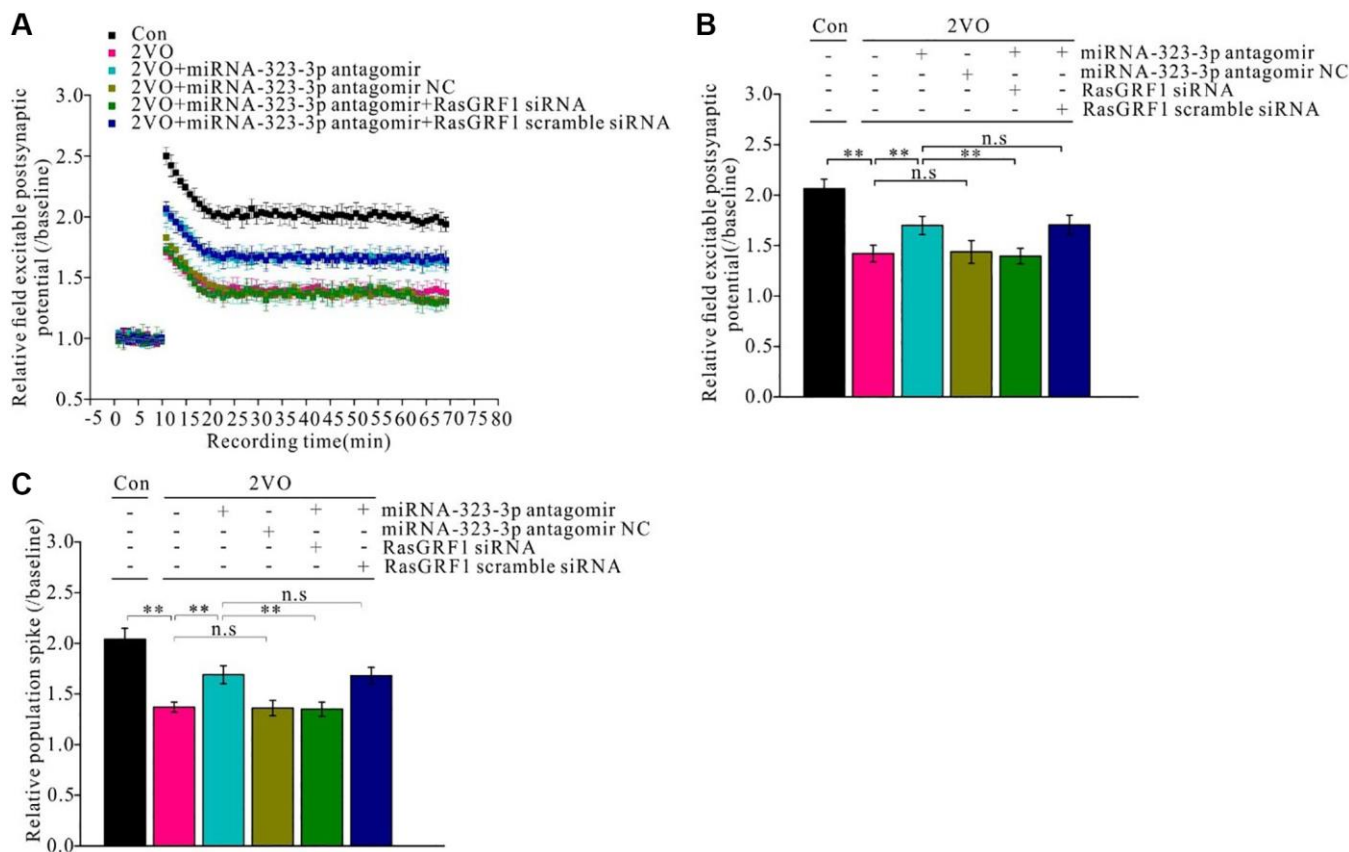 A
Con
2VO
2VO+miRNA-323-3p antagomir
2VO+miRNA-323-3p antagomir NC
2VO+miRNA-323-3p antagomir+RasGRF1 siRNA
2VO+miRNA-323-3p antagomir+RasGRF1 scramble siRNA
Relative field excitable postsynaptic
potential (/baseline)
3.0
2.5
2.0
1.5
1.0
0.5
-5 0 5 10 15 20 25 30 35 40 45 50 55 60 65 70 75 80
Recording time(min)
B
Con 2VO
- - + - + + miRNA-323-3p antagomir
- - - + - - miRNA-323-3p antagomir NC
- - - - + - RasGRF1 siRNA
- - - - - + RasGRF1 scramble siRNA
Relative field excitable postsynaptic
potential(/baseline)
3.0
2.5
2.0
1.5
1.0
0.0
n.s
** ** **
n.s
C
Con 2VO
- - + - + + miRNA-323-3p antagomir
- - - + - - miRNA-323-3p antagomir NC
- - - - + - RasGRF1 siRNA
- - - - - + RasGRF1 scramble siRNA
Relative population spike (/baseline)
3.0
2.5
2.0
1.5
1.0
0.5
0.0
n.s
** ** **
n.s